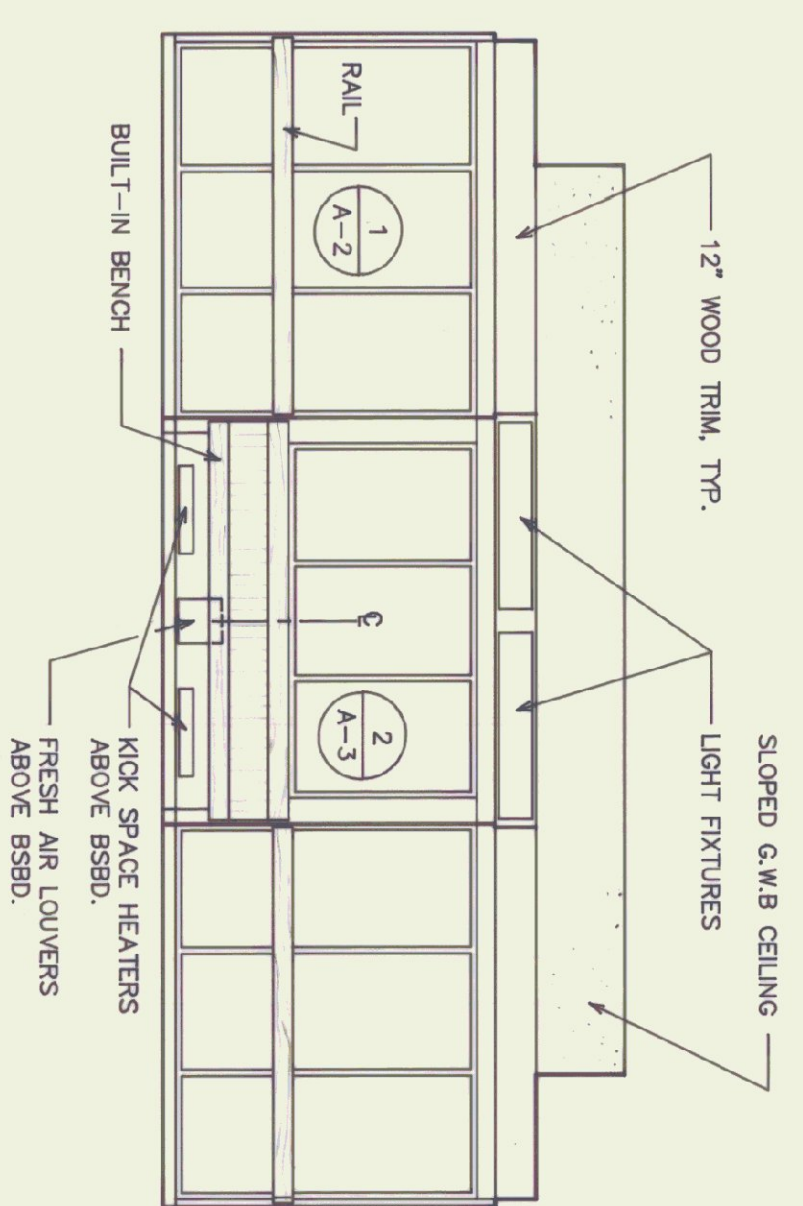 SLOPED G.W.B CEILING
12" WOOD TRIM, TYP.
LIGHT FIXTURES
RAIL
1
A-2
2
A-3
℄
BUILT-IN BENCH
KICK SPACE HEATERS
ABOVE BSBD.
FRESH AIR LOUVERS
ABOVE BSBD.